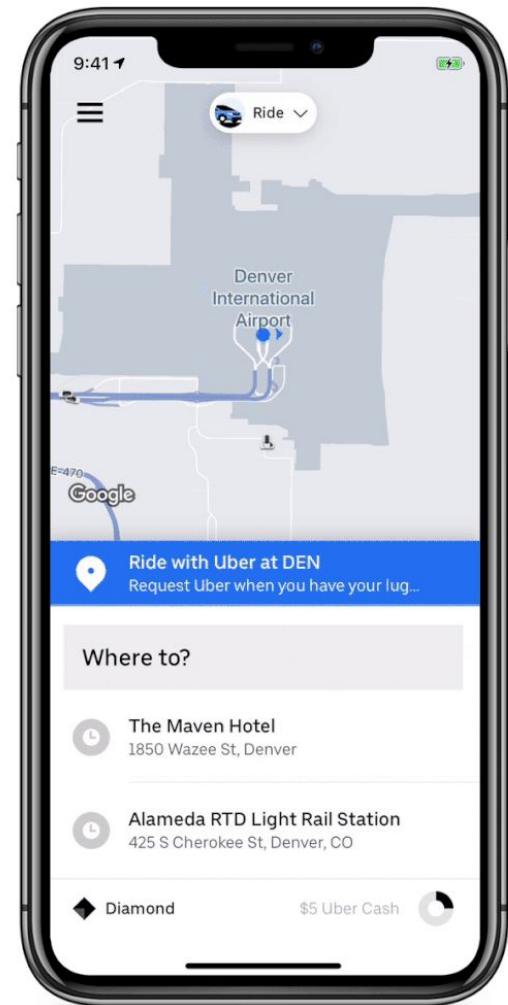 9:41
Ride
Denver
International
Airport
E-470
Google
Ride with Uber at DEN
Request Uber when you have your lug...
Where to?
The Maven Hotel
1850 Wazee St, Denver
Alameda RTD Light Rail Station
425 S Cherokee St, Denver, CO
Diamond
$5 Uber Cash